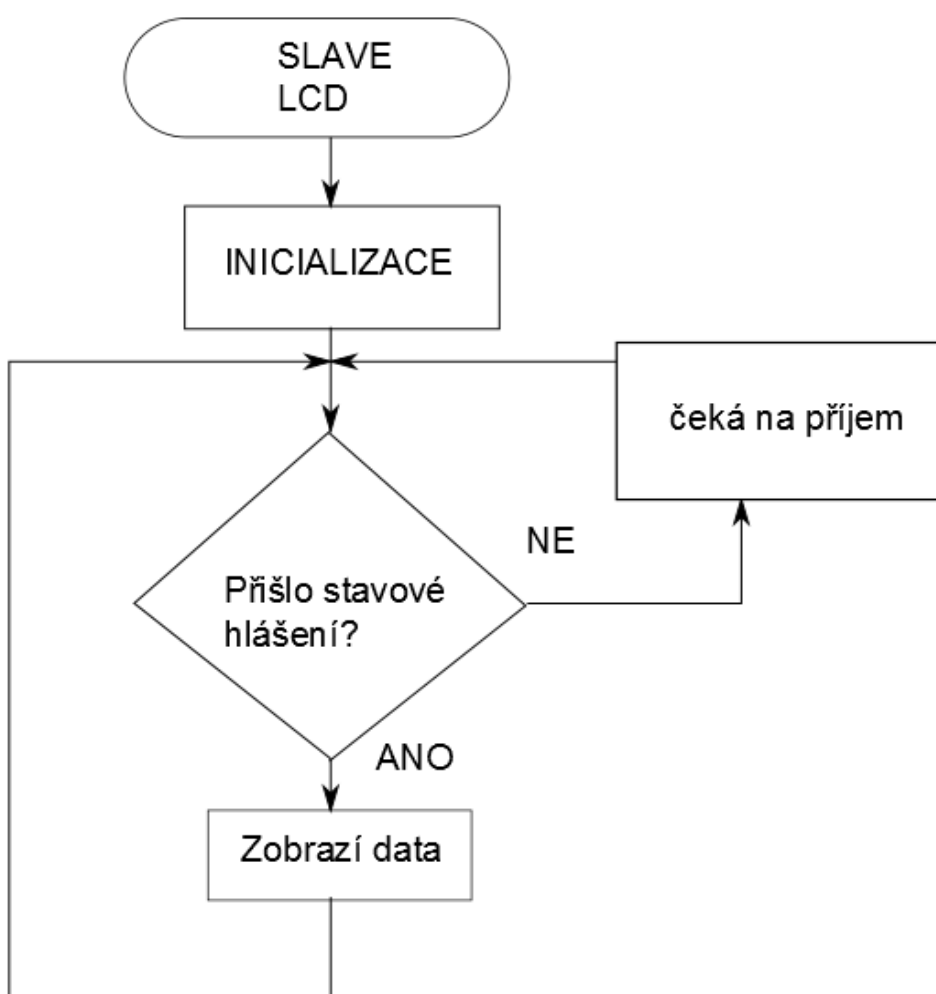 SLAVE
LCD
INICIALIZACE
čeká na příjem
NE
Přišlo stavové
hlášení?
ANO
Zobrazí data